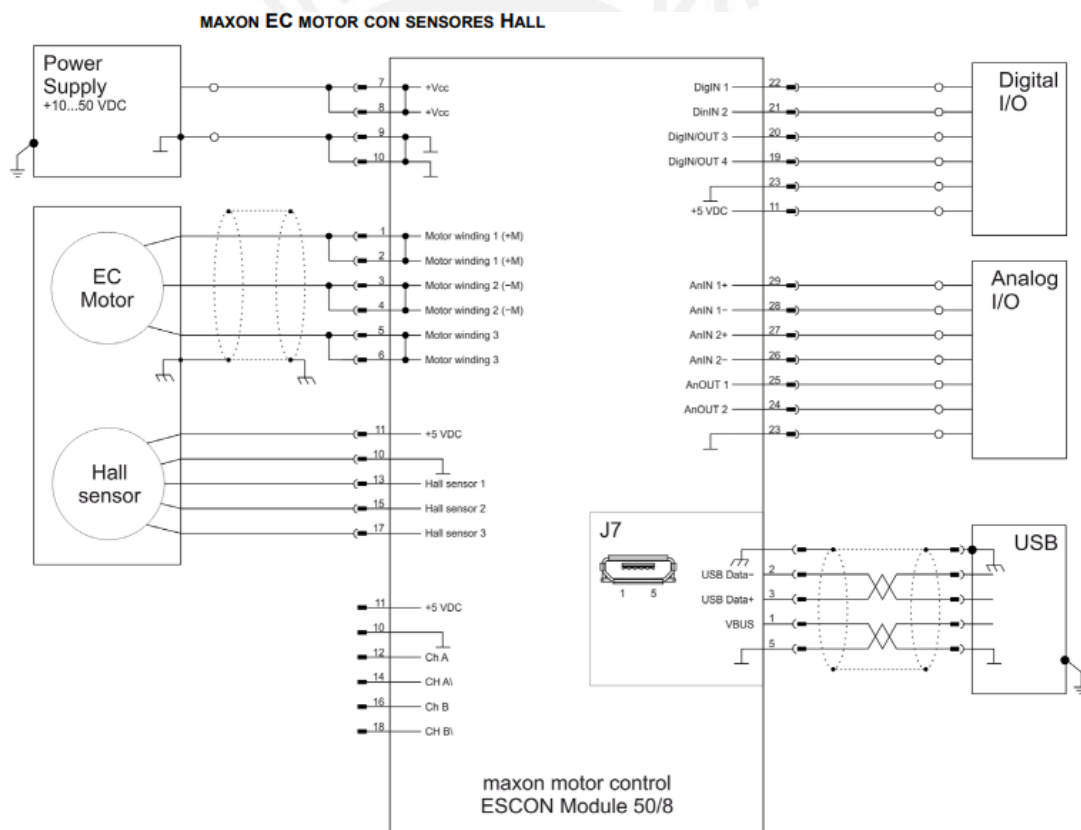 MAXON EC MOTOR CON SENSORES HALL
Power
Supply
+10...50 VDC
7 +Vcc
8 +Vcc
9
10
EC
Motor
1 Motor winding 1 (+M)
2 Motor winding 1 (+M)
3 Motor winding 2 (−M)
4 Motor winding 2 (−M)
5 Motor winding 3
6 Motor winding 3
Hall
sensor
11 +5 VDC
10
13 Hall sensor 1
15 Hall sensor 2
17 Hall sensor 3
11 +5 VDC
10
12 Ch A
14 CH A\
16 Ch B
18 CH B\
Digital
I/O
DigIN 1 22
DinIN 2 21
DigIN/OUT 3 20
DigIN/OUT 4 19
23
+5 VDC 11
Analog
I/O
AnIN 1+ 29
AnIN 1− 28
AnIN 2+ 27
AnIN 2− 26
AnOUT 1 25
AnOUT 2 24
23
J7
1 5
USB
USB Data− 2
USB Data+ 3
VBUS 1
5
maxon motor control
ESCON Module 50/8